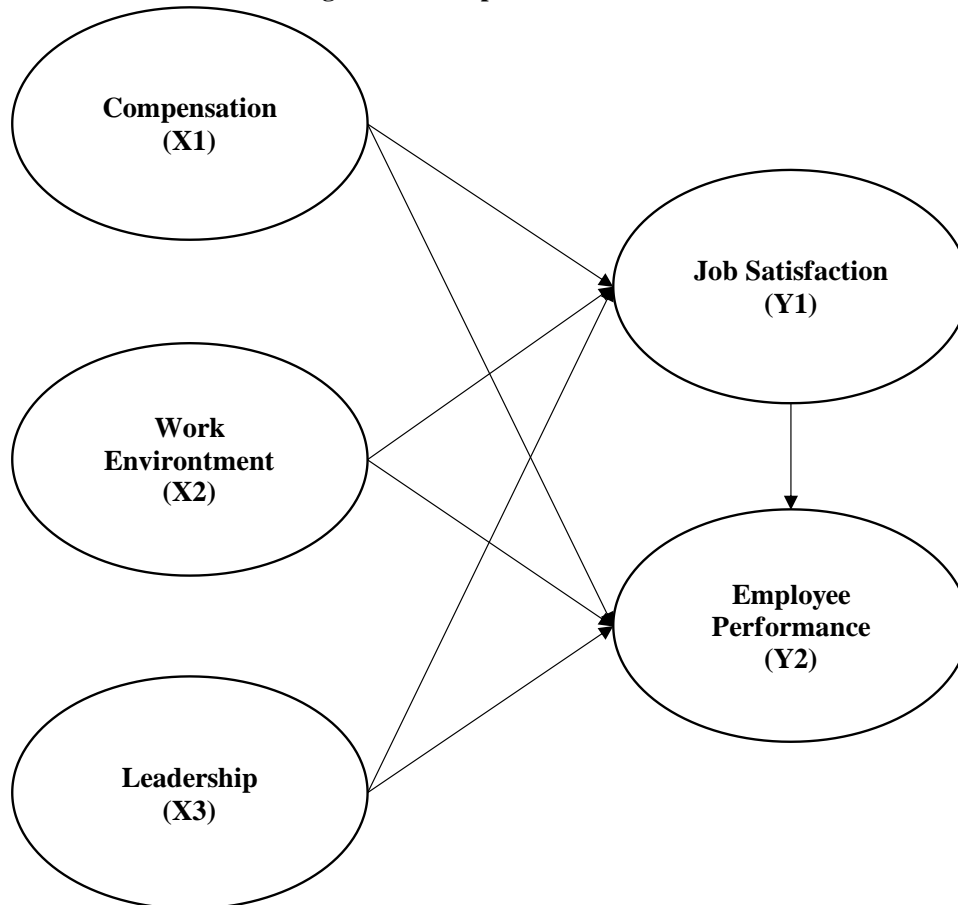 Compensation
(X1)
Job Satisfaction
(Y1)
Work
Environtment
(X2)
Employee
Performance
(Y2)
Leadership
(X3)